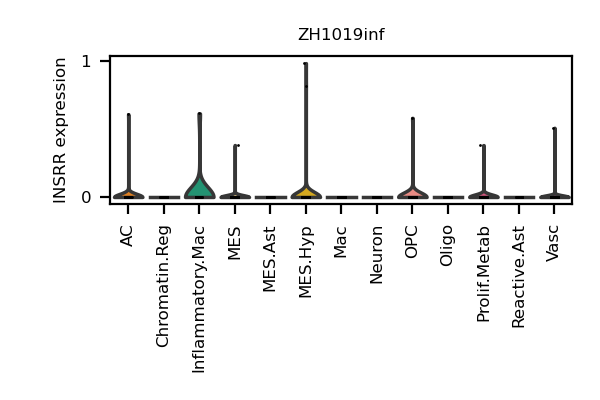 ZH1019inf
INSRR expression
1
0
AC
Chromatin.Reg
Inflammatory.Mac
MES
MES.Ast
MES.Hyp
Mac
Neuron
OPC
Oligo
Prolif.Metab
Reactive.Ast
Vasc